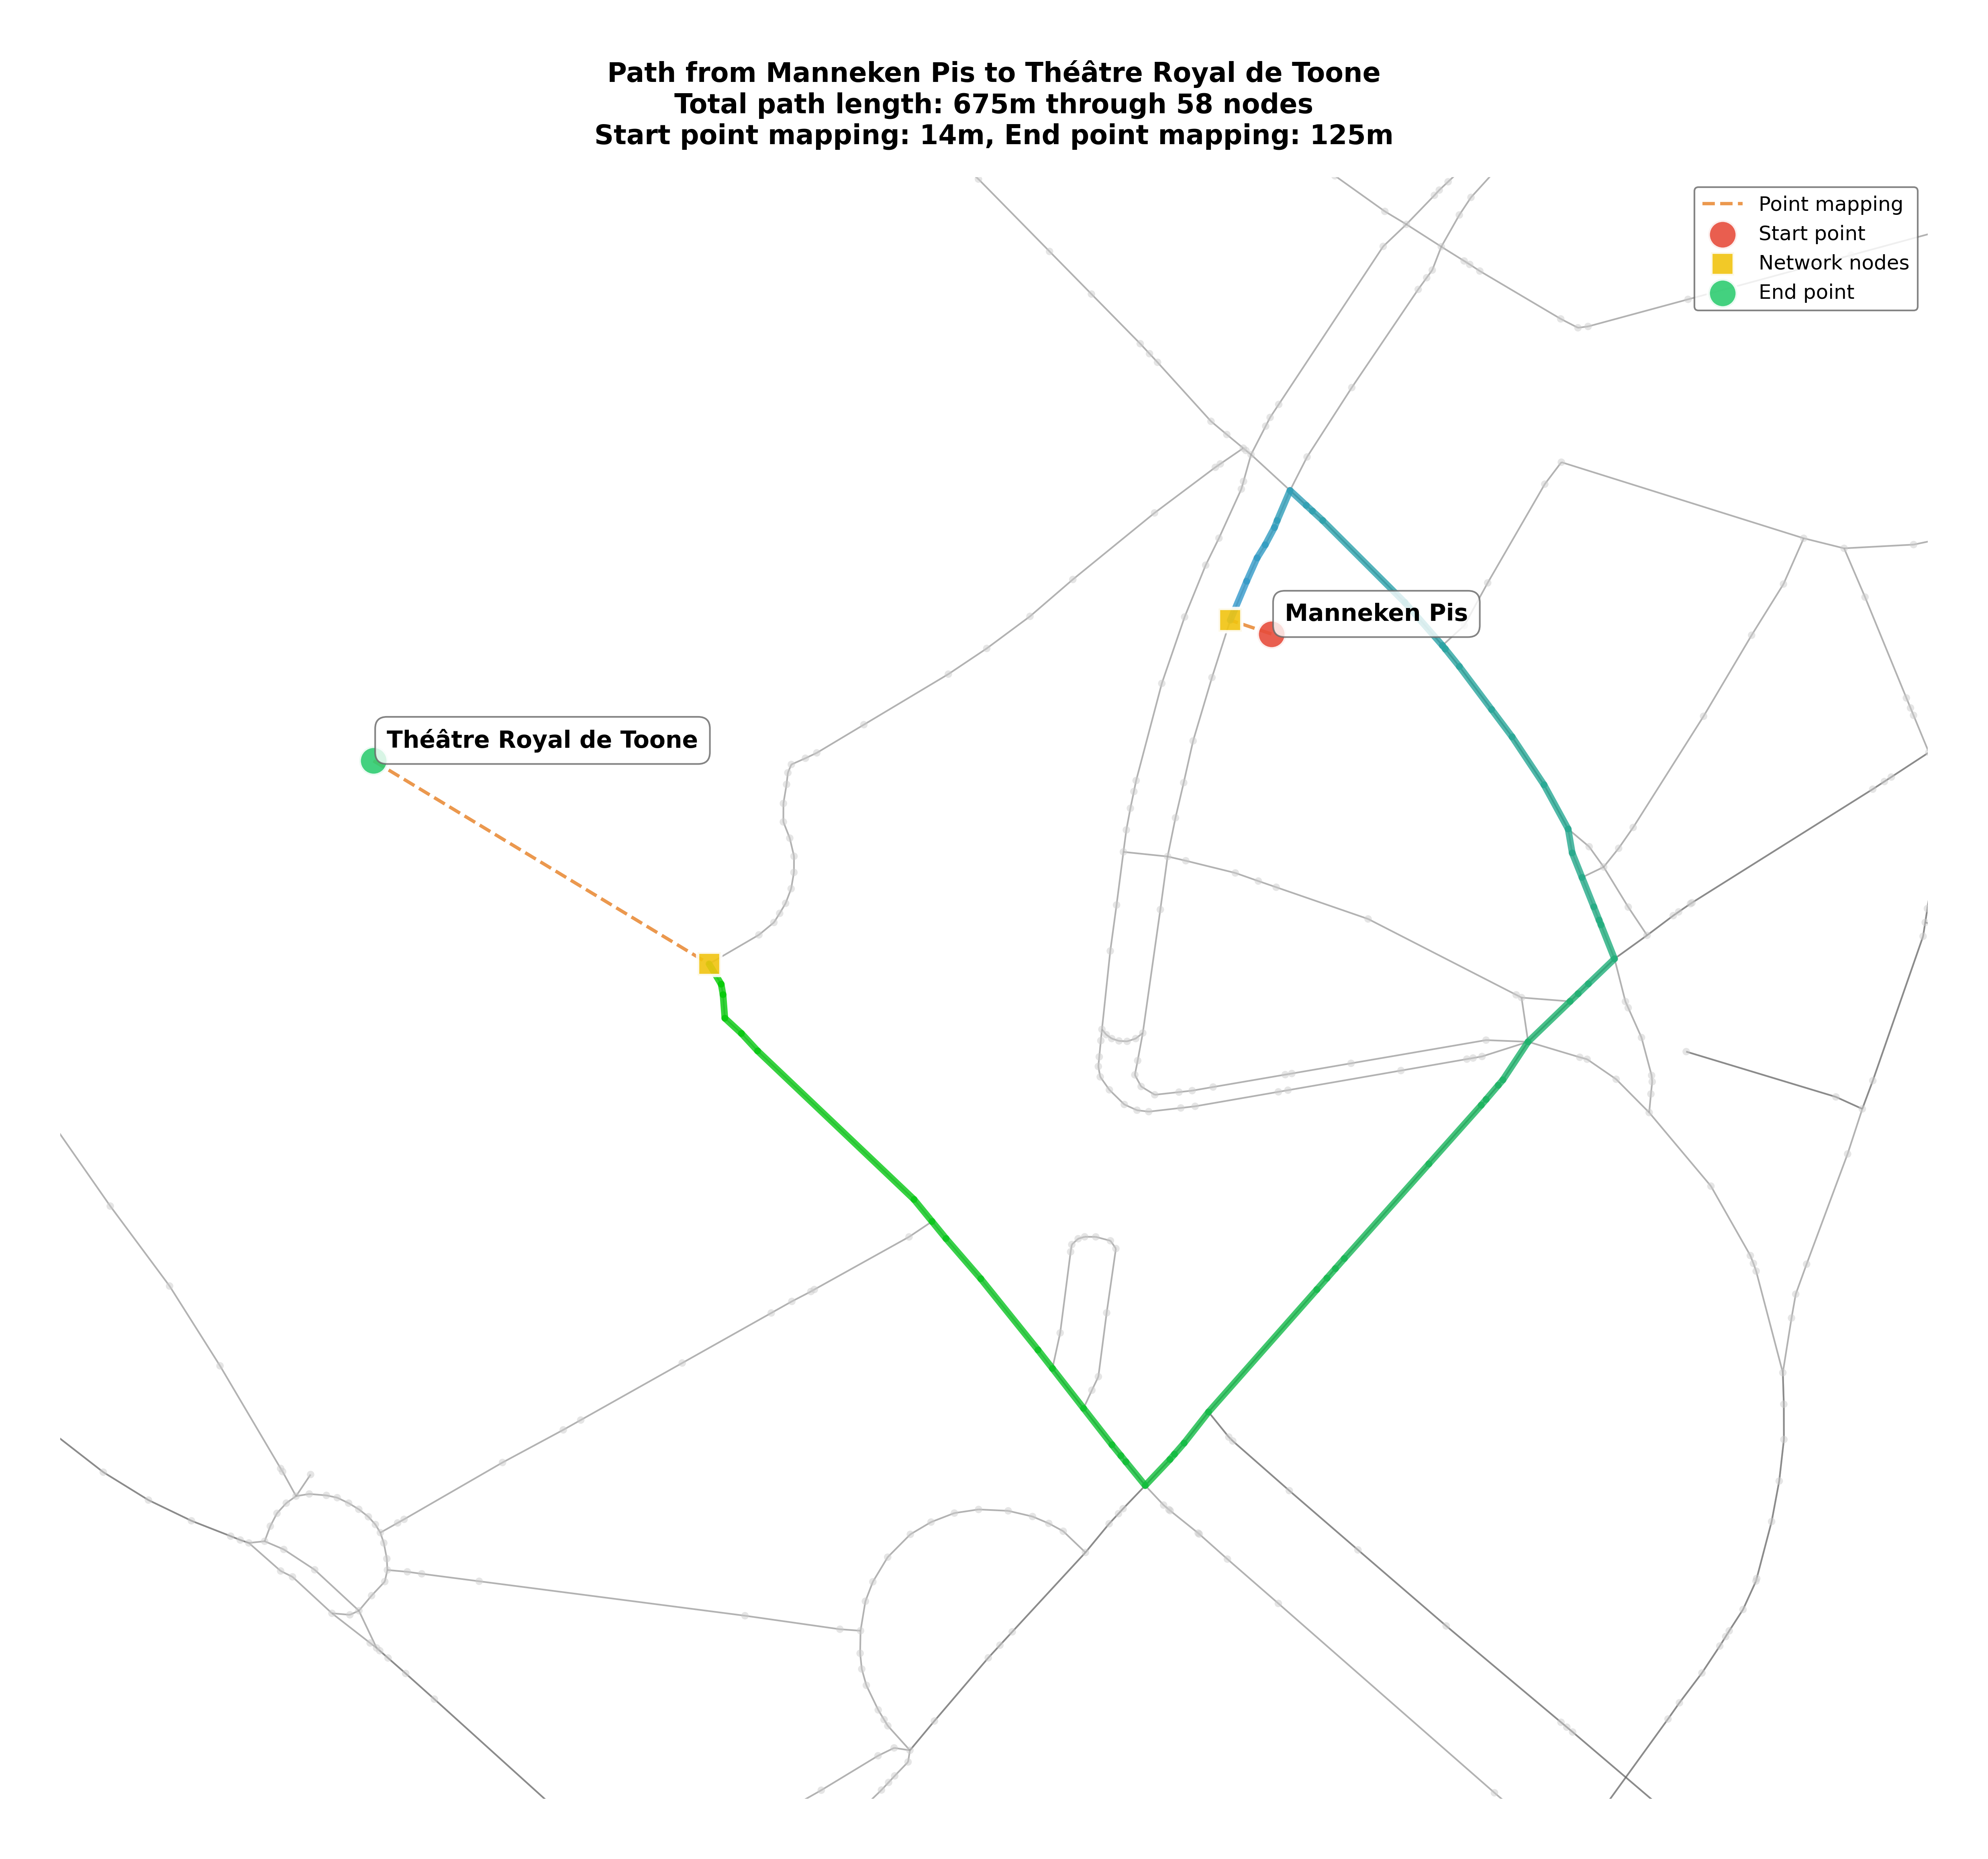 Path from Manneken Pis to Théâtre Royal de Toone
Total path length: 675m through 58 nodes
Start point mapping: 14m, End point mapping: 125m
Point mapping
Start point
Network nodes
End point
Manneken Pis
Théâtre Royal de Toone